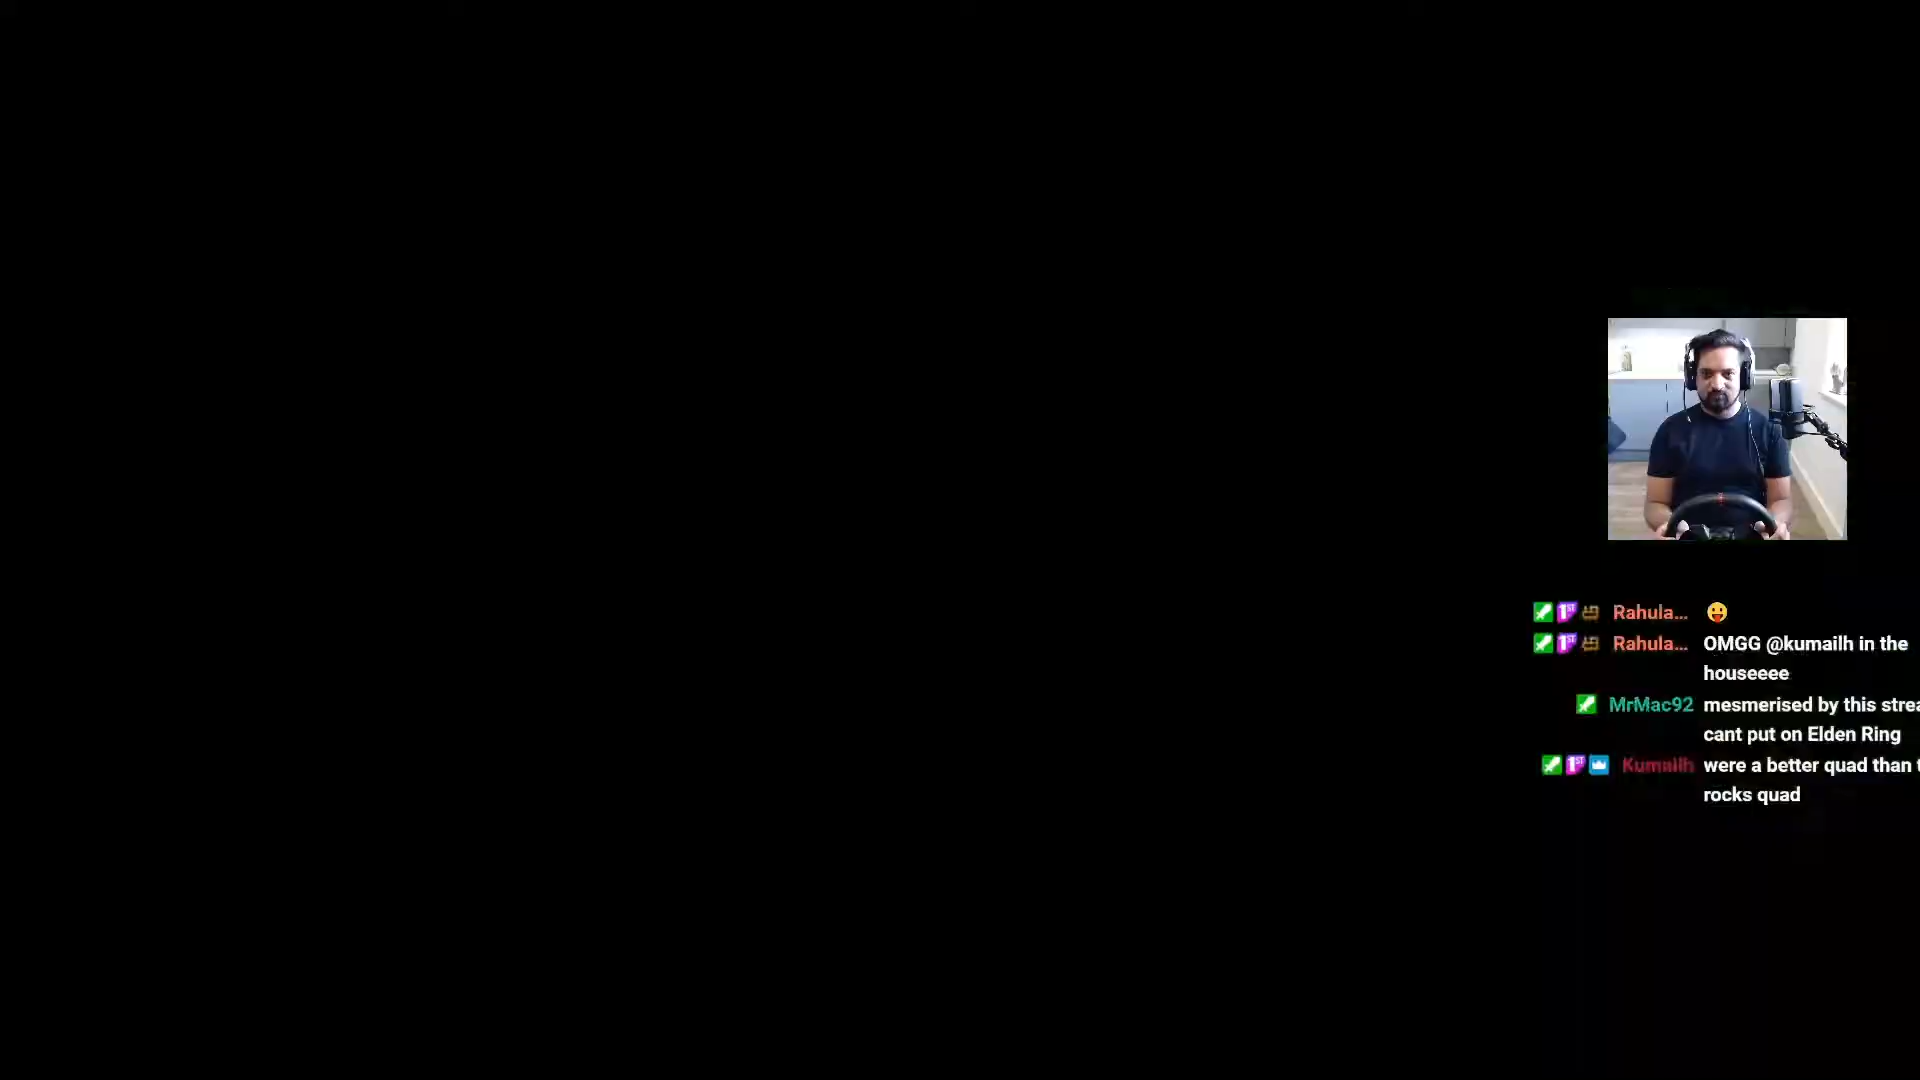 Rahula... 😛
Rahula... OMGG @kumailh in the
houseeee
MrMac92 mesmerised by this strea
cant put on Elden Ring
Kumailh were a better quad than t
rocks quad